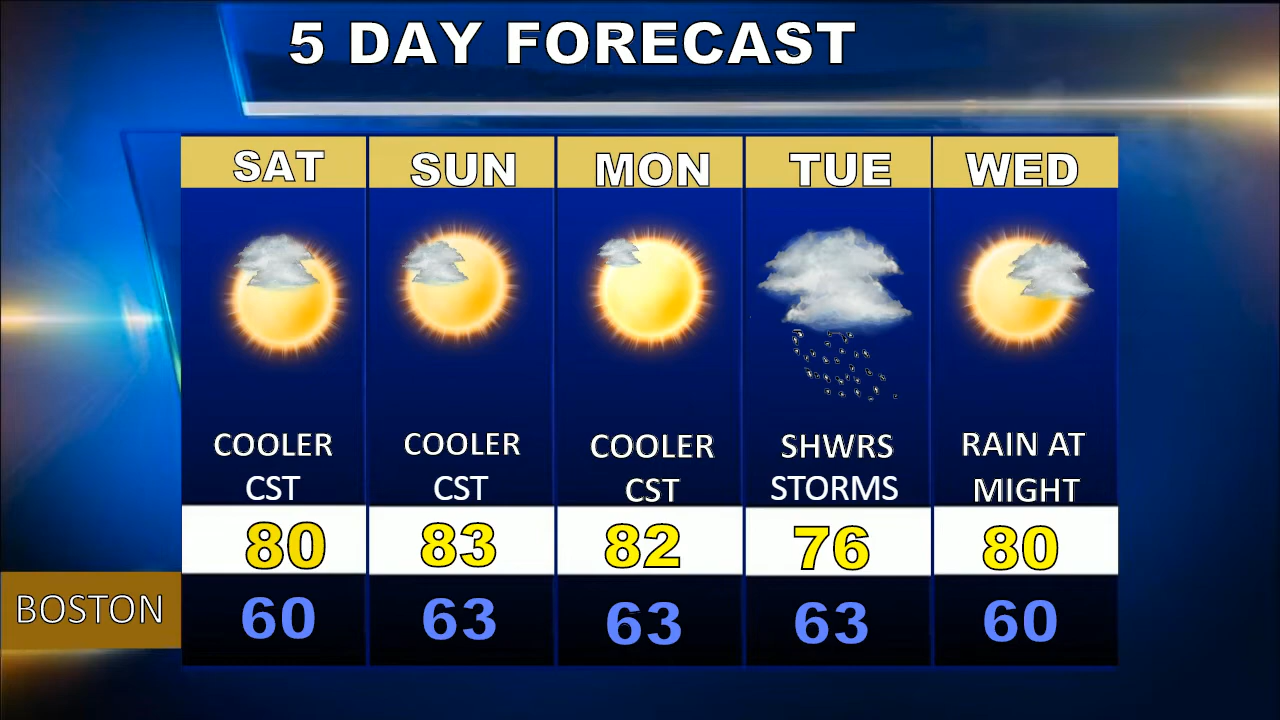 5 DAY FORECAST
SAT SUN MON TUE WED
COOLER COOLER COOLER SHWRS RAIN AT
CST CST CST STORMS MIGHT
80 83 82 76 80
BOSTON 60 63 63 63 60